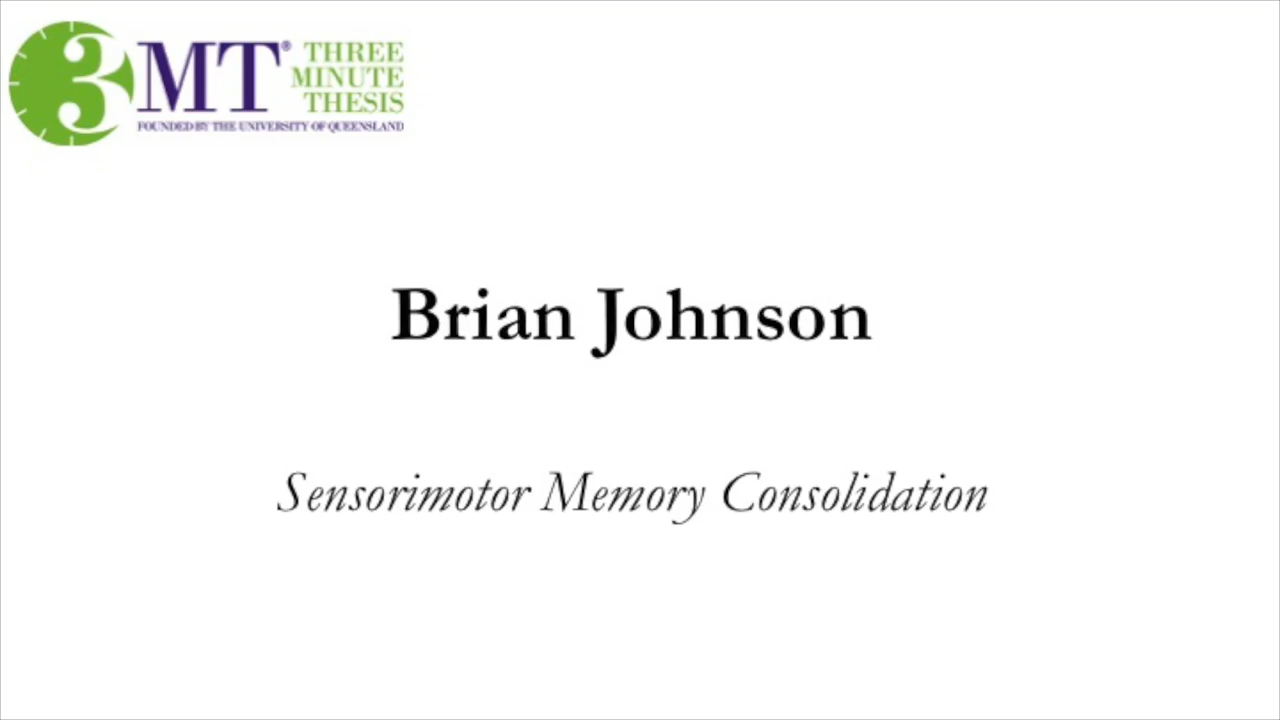 3MT® THREE
MINUTE
THESIS
FOUNDED BY THE UNIVERSITY OF QUEENSLAND
Brian Johnson
Sensorimotor Memory Consolidation